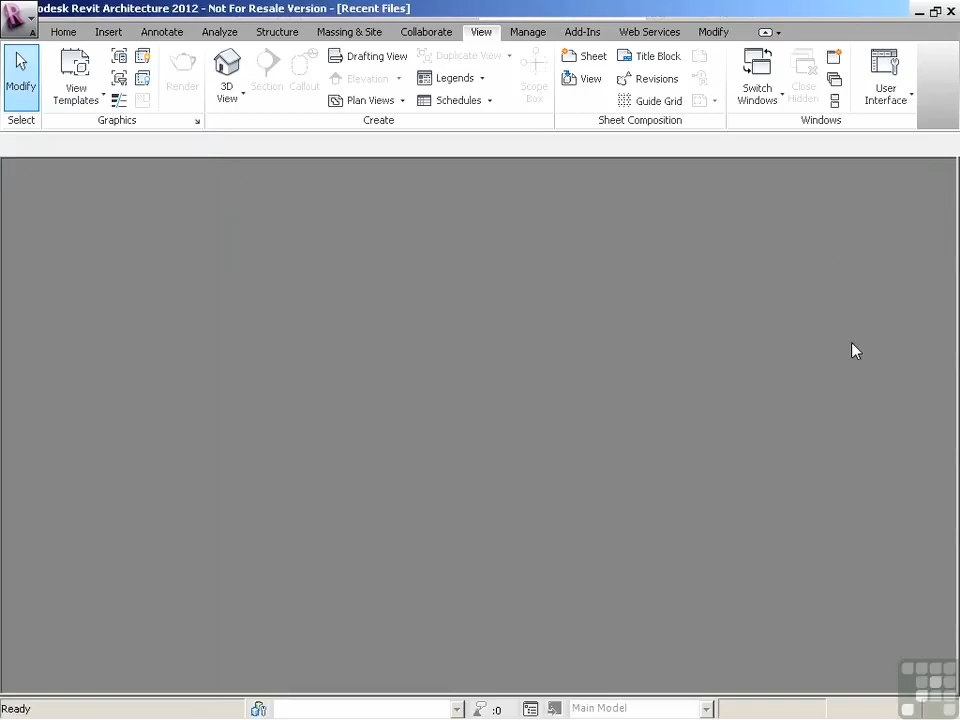 odesk Revit Architecture 2012 - Not For Resale Version - [Recent Files]
Home Insert Annotate Analyze Structure Massing & Site Collaborate View Manage Add-Ins Web Services Modify
Modify
View Templates
Render
3D View
Section
Callout
Drafting View
Elevation
Plan Views
Duplicate View
Legends
Schedules
Scope Box
Sheet
View
Title Block
Revisions
Guide Grid
Switch Windows
Close Hidden
User Interface
Select Graphics Create Sheet Composition Windows
Ready :0 Main Model